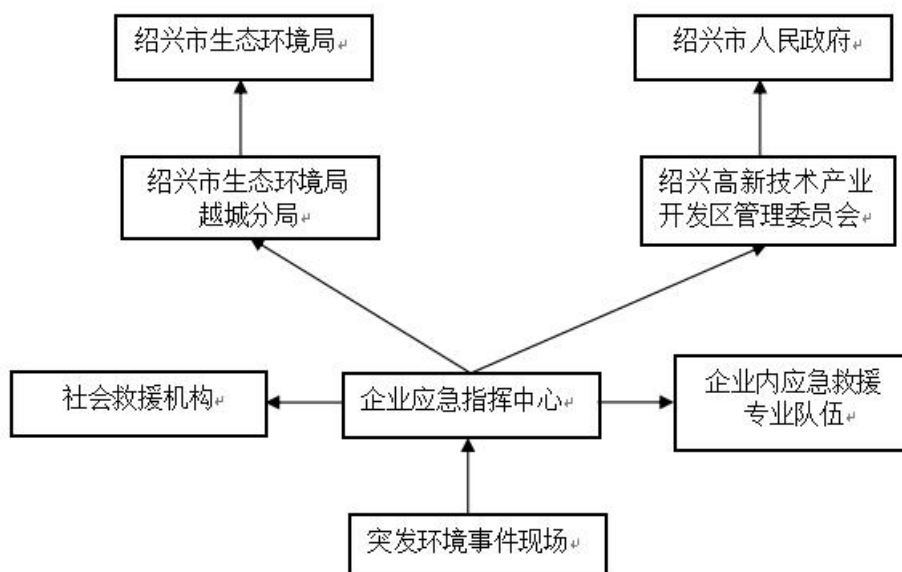 绍兴市生态环境局
绍兴市人民政府
绍兴市生态环境局
越城分局
绍兴高新技术产业
开发区管理委员会
社会救援机构
企业应急指挥中心
企业内应急救援
专业队伍
突发环境事件现场